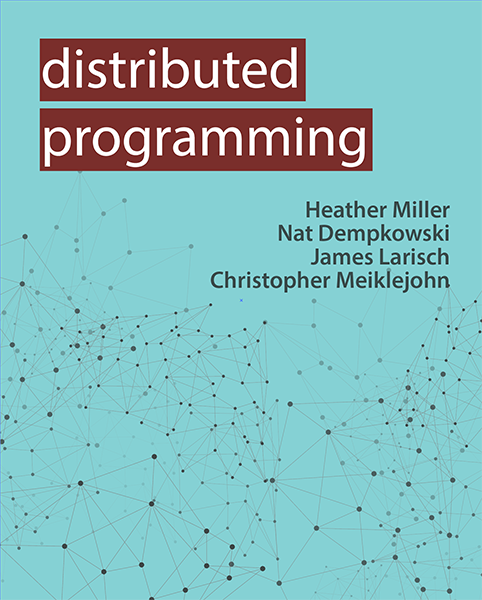 distributed
programming
Heather Miller
Nat Dempkowski
James Larisch
Christopher Meiklejohn